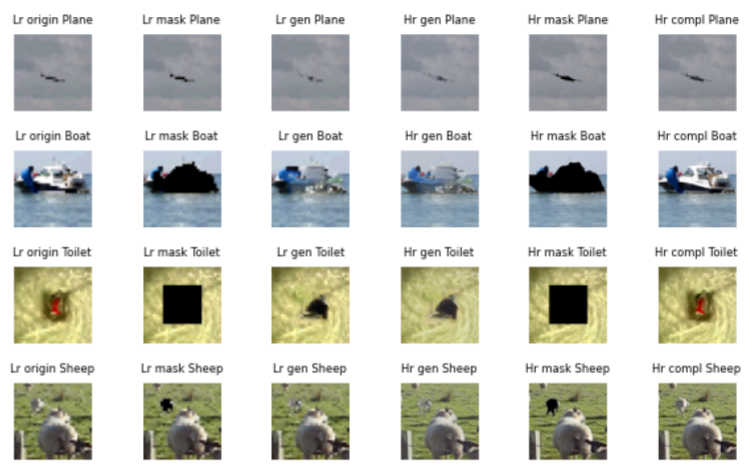 Lr origin Plane Lr mask Plane Lr gen Plane Hr gen Plane Hr mask Plane Hr compl Plane
Lr origin Boat Lr mask Boat Lr gen Boat Hr gen Boat Hr mask Boat Hr compl Boat
Lr origin Toilet Lr mask Toilet Lr gen Toilet Hr gen Toilet Hr mask Toilet Hr compl Toilet
Lr origin Sheep Lr mask Sheep Lr gen Sheep Hr gen Sheep Hr mask Sheep Hr compl Sheep